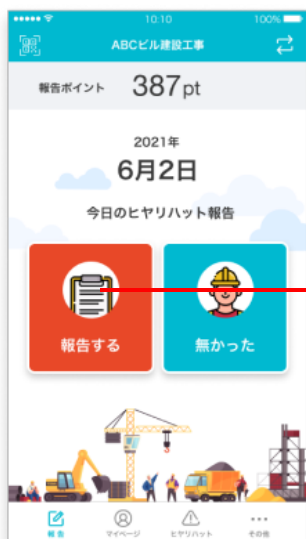 10:10 100%
ABCビル建設工事
報告ポイント 387pt
2021年
6月2日
今日のヒヤリハット報告
報告する 無かった
報告 マイページ ヒヤリハット その他